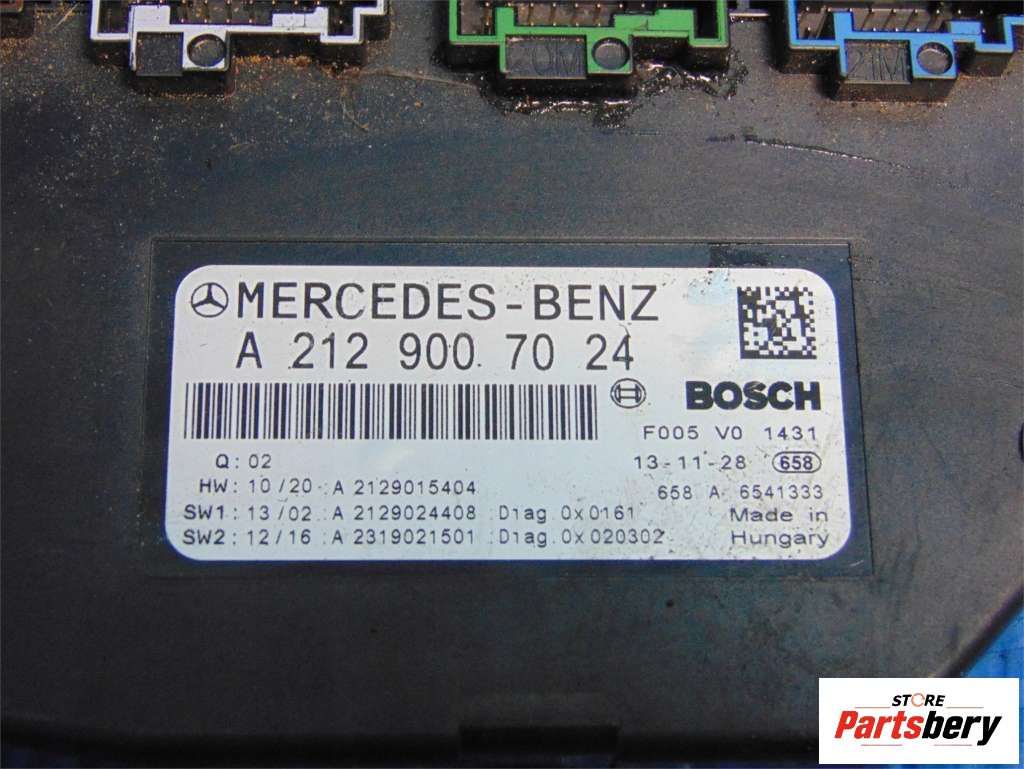 20M
21M
MERCEDES-BENZ
A 212 900 70 24
BOSCH
F005 V0 1431
Q: 02
13-11-28 658
HW: 10/20 A 2129015404
658 A 6541333
SW1: 13/02 A 2129024408 Diag. 0x0161
Made in
SW2: 12/16 A 2319021501 Diag. 0x020302
Hungary
STORE
Partsbery